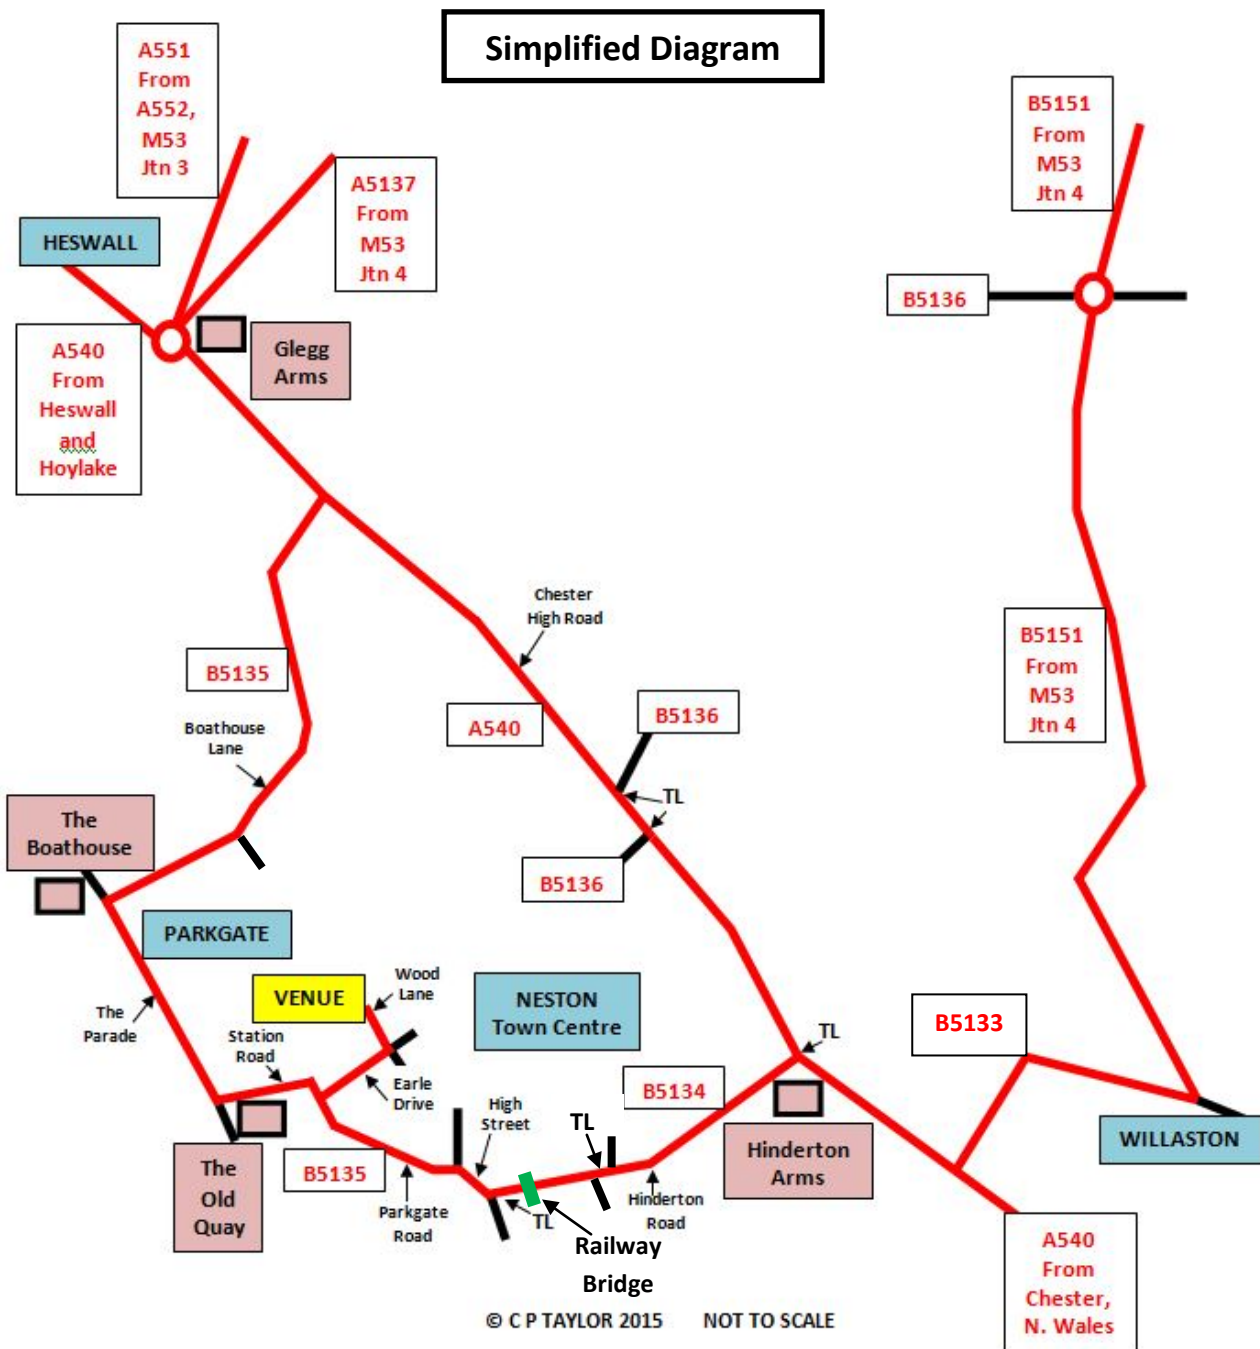 Simplified Diagram
A551
From
A552,
M53
Jtn 3
A5137
From
M53
Jtn 4
B5151
From
M53
Jtn 4
HESWALL
B5136
A540
From
Heswall
and
Hoylake
Glegg
Arms
Chester
High Road
B5135
B5151
From
M53
Jtn 4
A540
B5136
Boathouse
Lane
TL
The
Boathouse
B5136
PARKGATE
VENUE
Wood
Lane
NESTON
Town Centre
The
Parade
Station
Road
TL
B5133
Earle
Drive
B5134
High
Street
TL
WILLASTON
Hinderton
Arms
The
Old
Quay
B5135
Parkgate
Road
TL
Hinderton
Road
Railway
Bridge
A540
From
Chester,
N. Wales
© C P TAYLOR 2015 NOT TO SCALE